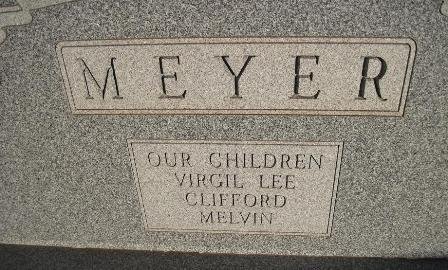 MEYER
OUR CHILDREN
VIRGIL LEE
CLIFFORD
MELVIN